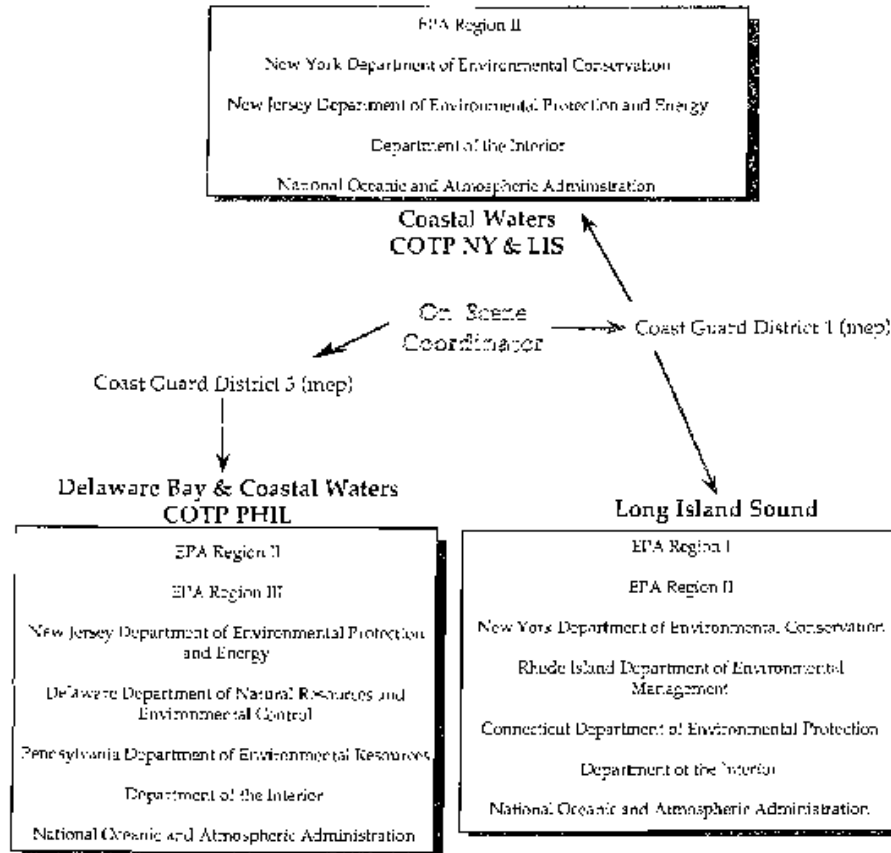 EPA Region II
New York Department of Environmental Conservation
New Jersey Department of Environmental Protection and Energy
Department of the Interior
National Oceanic and Atmospheric Administration
Coastal Waters
COTP NY & LIS
On Scene
Coordinator
Coast Guard District 1 (mep)
Coast Guard District 5 (mep)
Delaware Bay & Coastal Waters
COTP PHIL
EPA Region II
EPA Region III
New Jersey Department of Environmental Protection
and Energy
Delaware Department of Natural Resources and
Environmental Control
Pennsylvania Department of Environmental Resources
Department of the Interior
National Oceanic and Atmospheric Administration
Long Island Sound
EPA Region I
EPA Region II
New York Department of Environmental Conservation
Rhode Island Department of Environmental
Management
Connecticut Department of Environmental Protection
Department of the Interior
National Oceanic and Atmospheric Administration